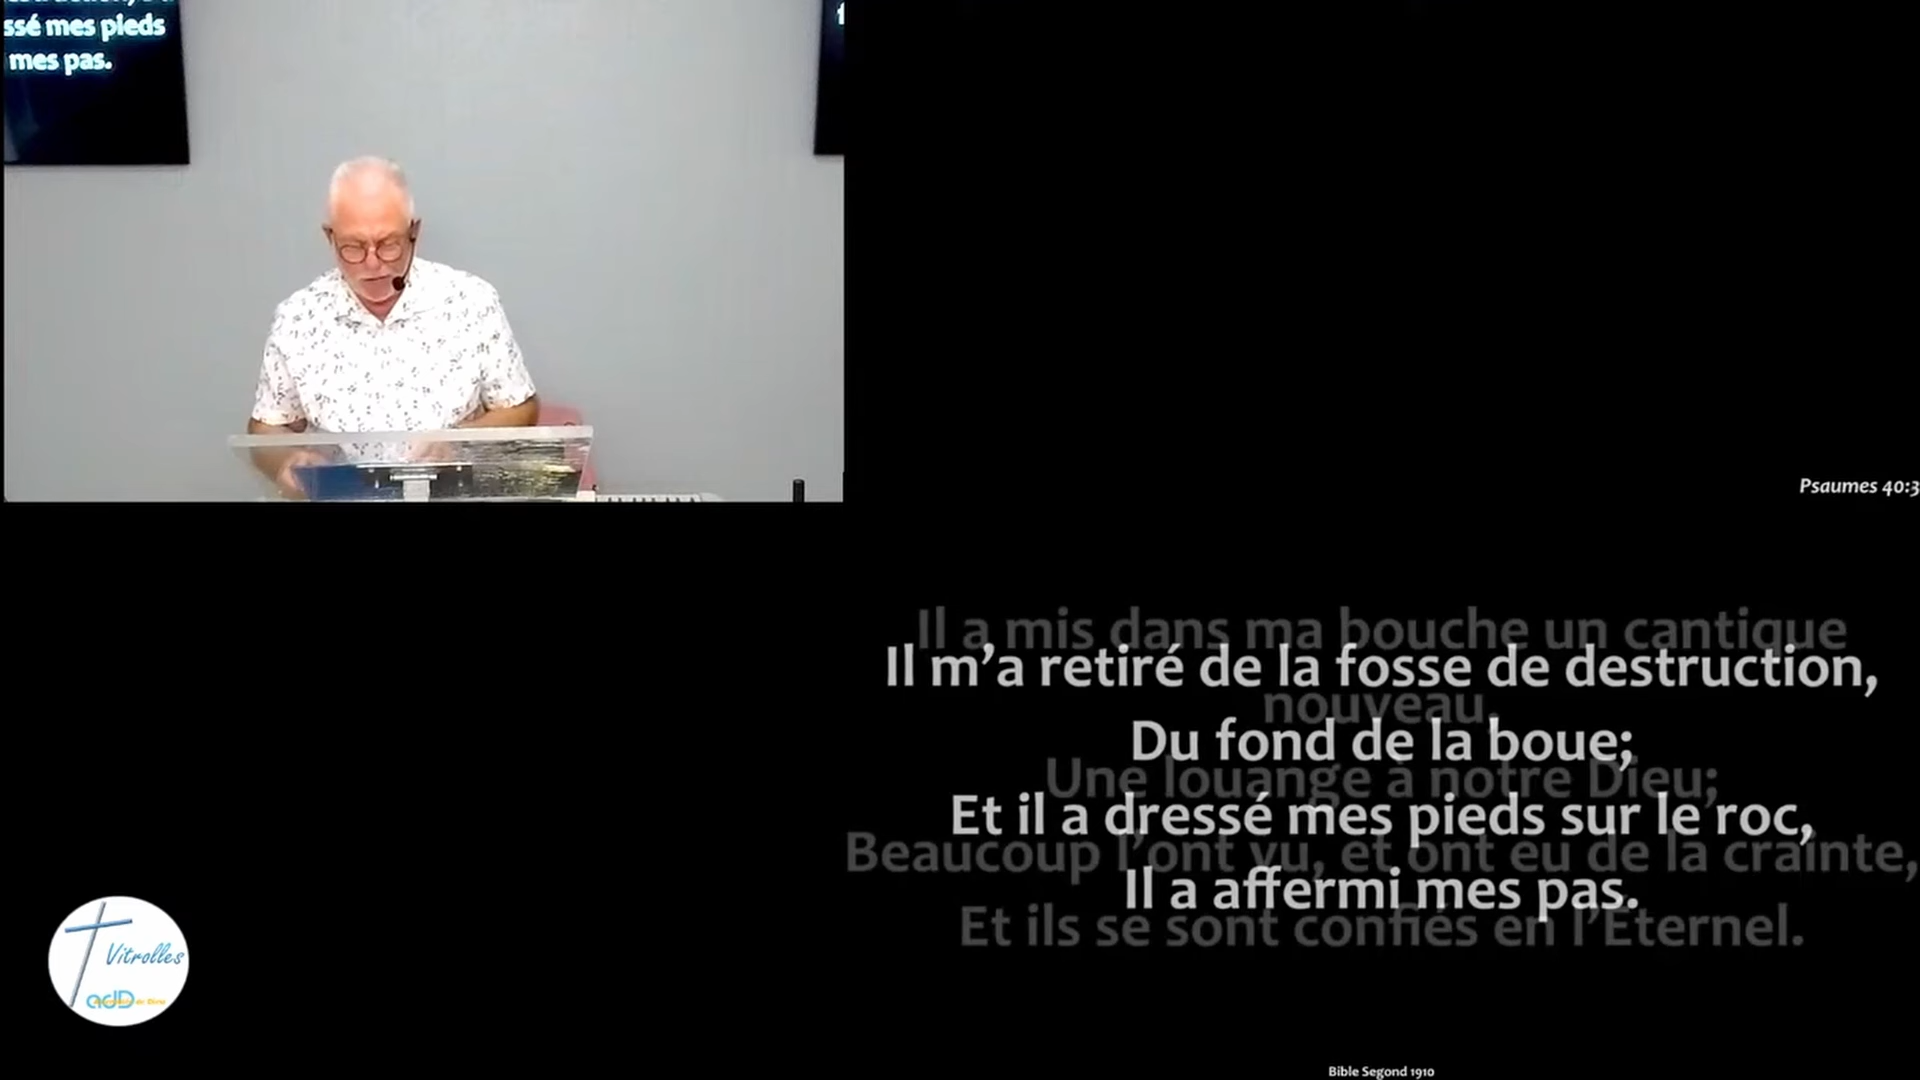 ssé mes pieds
mes pas.
Psaumes 40:3
Il a mis dans ma bouche un cantique
Il m’a retiré de la fosse de destruction,
nouveau,
Du fond de la boue;
Une louange à notre Dieu;
Et il a dressé mes pieds sur le roc,
Beaucoup l’ont vu, et ont eu de la crainte,
Il a affermi mes pas.
Et ils se sont confiés en l’Eternel.
Vitrolles
adD
Bible Segond 1910